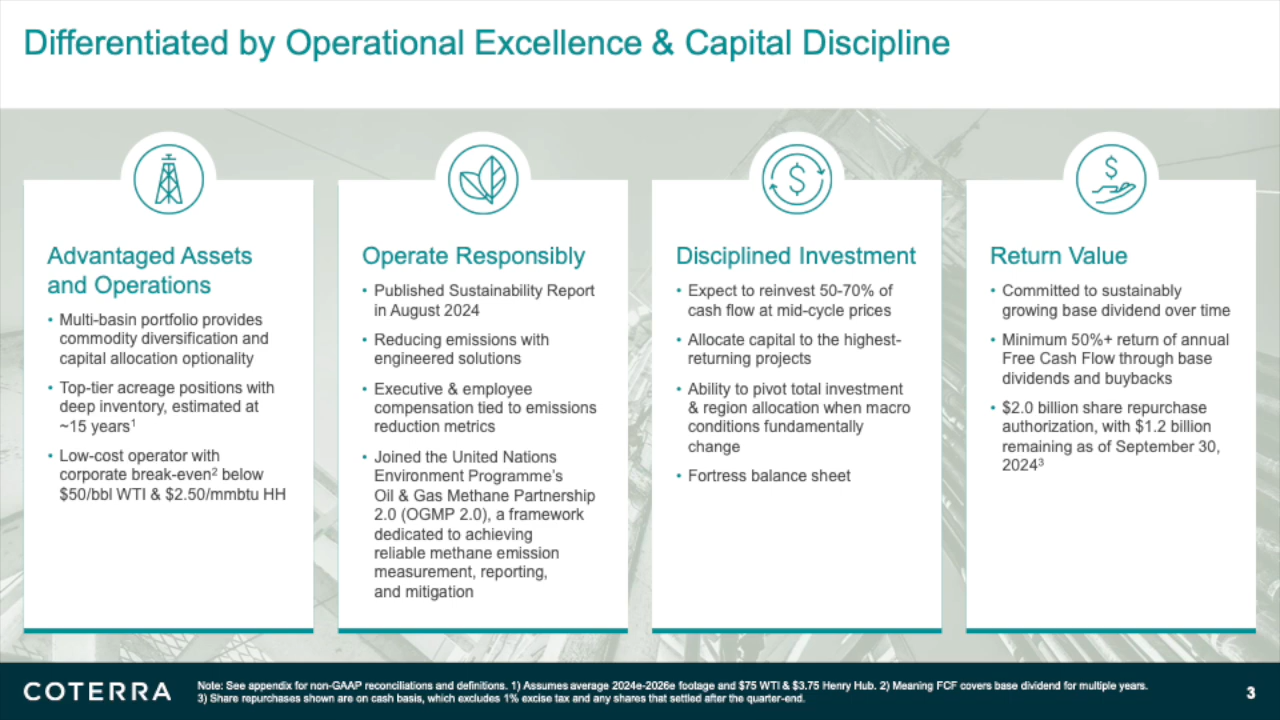 Differentiated by Operational Excellence & Capital Discipline
Advantaged Assets
and Operations
• Multi-basin portfolio provides
commodity diversification and
capital allocation optionality
• Top-tier acreage positions with
deep inventory, estimated at
~15 years¹
• Low-cost operator with
corporate break-even² below
$50/bbl WTI & $2.50/mmbtu HH
Operate Responsibly
• Published Sustainability Report
in August 2024
• Reducing emissions with
engineered solutions
• Executive & employee
compensation tied to emissions
reduction metrics
• Joined the United Nations
Environment Programme’s
Oil & Gas Methane Partnership
2.0 (OGMP 2.0), a framework
dedicated to achieving
reliable methane emission
measurement, reporting,
and mitigation
Disciplined Investment
• Expect to reinvest 50-70% of
cash flow at mid-cycle prices
• Allocate capital to the highest-
returning projects
• Ability to pivot total investment
& region allocation when macro
conditions fundamentally
change
• Fortress balance sheet
Return Value
• Committed to sustainably
growing base dividend over time
• Minimum 50%+ return of annual
Free Cash Flow through base
dividends and buybacks
• $2.0 billion share repurchase
authorization, with $1.2 billion
remaining as of September 30,
2024³
COTERRA
Note: See appendix for non-GAAP reconciliations and definitions. 1) Assumes average 2024e-2026e footage and $75 WTI & $3.75 Henry Hub. 2) Meaning FCF covers base dividend for multiple years.
3) Share repurchases shown are on cash basis, which excludes 1% excise tax and any shares that settled after the quarter-end.
3